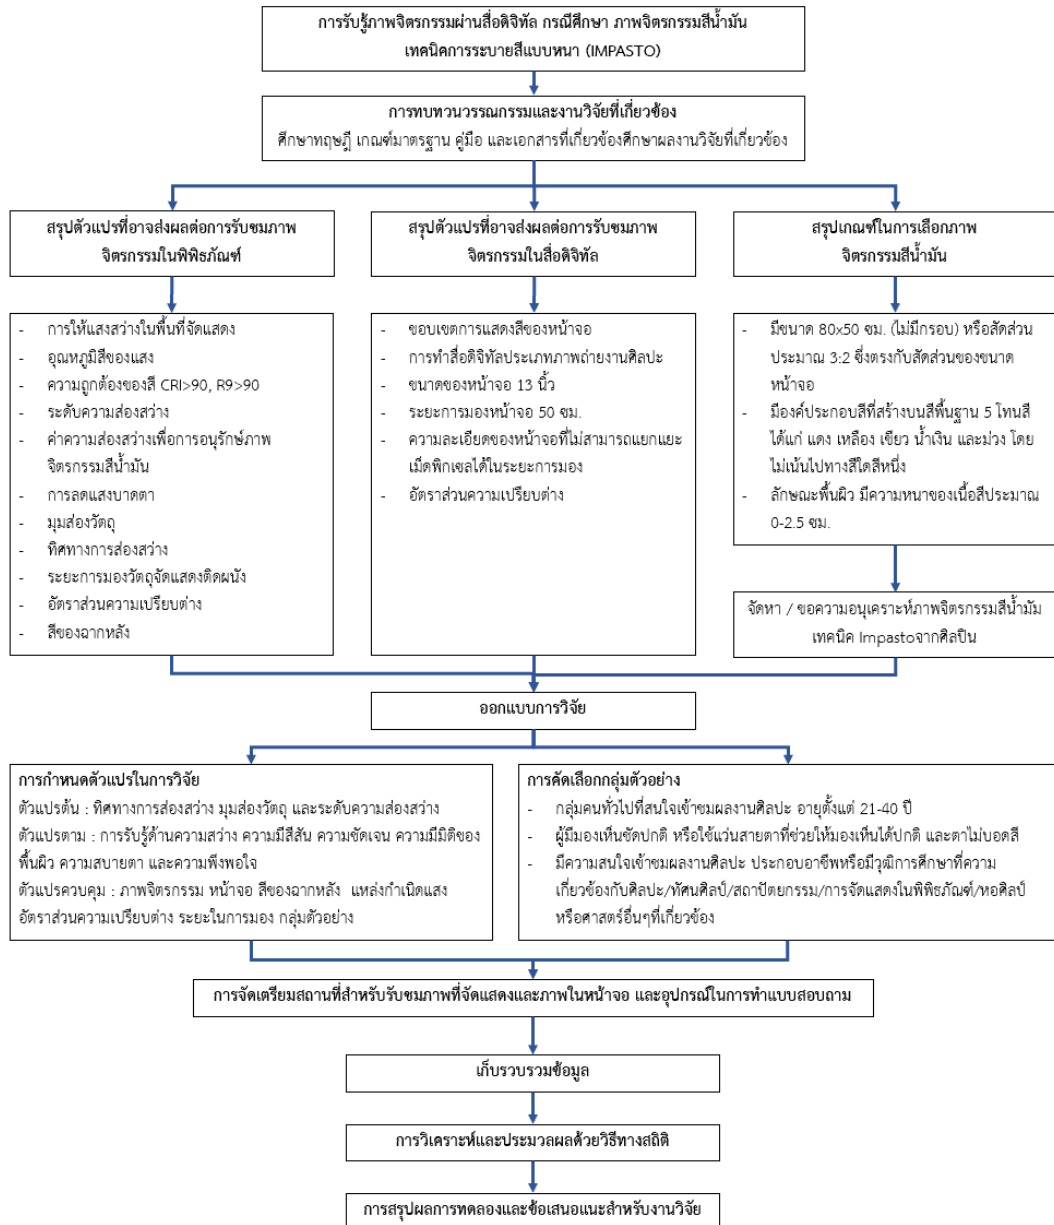 การรับรู้ภาพจิตรกรรมผ่านสื่อดิจิทัล กรณีศึกษา ภาพจิตรกรรมสีน้ำมัน
เทคนิคการระบายสีแบบหนา (IMPASTO)
การทบทวนวรรณกรรมและงานวิจัยที่เกี่ยวข้อง
ศึกษาทฤษฎี เกณฑ์มาตรฐาน คู่มือ และเอกสารที่เกี่ยวข้องศึกษาผลงานวิจัยที่เกี่ยวข้อง
สรุปตัวแปรที่อาจส่งผลต่อการรับชมภาพ
จิตรกรรมในพิพิธภัณฑ์
สรุปตัวแปรที่อาจส่งผลต่อการรับชมภาพ
จิตรกรรมในสื่อดิจิทัล
สรุปเกณฑ์ในการเลือกภาพ
จิตรกรรมสีน้ำมัน
- การให้แสงสว่างในพื้นที่จัดแสดง
- อุณหภูมิสีของแสง
- ความถูกต้องของสี CRI>90, R9>90
- ระดับความส่องสว่าง
- ค่าความส่องสว่างเพื่อการอนุรักษ์ภาพ
จิตรกรรมสีน้ำมัน
- การลดแสงบาดตา
- มุมส่องวัตถุ
- ทิศทางการส่องสว่าง
- ระยะการมองวัตถุจัดแสดงติดผนัง
- อัตราส่วนความเปรียบต่าง
- สีของฉากหลัง
- ขอบเขตการแสดงสีของหน้าจอ
- การทำสื่อดิจิทัลประเภทภาพถ่ายงานศิลปะ
- ขนาดของหน้าจอ 13 นิ้ว
- ระยะการมองหน้าจอ 50 ซม.
- ความละเอียดของหน้าจอที่ไม่สามารถแยกแยะ
เม็ดพิกเซลได้ในระยะการมอง
- อัตราส่วนความเปรียบต่าง
- มีขนาด 80x50 ซม. (ไม่มีกรอบ) หรือสัดส่วน
ประมาณ 3:2 ซึ่งตรงกับสัดส่วนของขนาด
หน้าจอ
- มีองค์ประกอบสีที่สร้างบนสีพื้นฐาน 5 โทนสี
ได้แก่ แดง เหลือง เขียว น้ำเงิน และม่วง โดย
ไม่เน้นไปทางสีใดสีหนึ่ง
- ลักษณะพื้นผิว มีความหนาของเนื้อสีประมาณ
0-2.5 ซม.
จัดหา / ขอความอนุเคราะห์ภาพจิตรกรรมสีน้ำมัม
เทคนิค Impastoจากศิลปิน
ออกแบบการวิจัย
การกำหนดตัวแปรในการวิจัย
ตัวแปรต้น : ทิศทางการส่องสว่าง มุมส่องวัตถุ และระดับความส่องสว่าง
ตัวแปรตาม : การรับรู้ด้านความสว่าง ความมีสีสัน ความชัดเจน ความมีมิติของ
พื้นผิว ความสบายตา และความพึงพอใจ
ตัวแปรควบคุม : ภาพจิตรกรรม หน้าจอ สีของฉากหลัง แหล่งกำเนิดแสง
อัตราส่วนความเปรียบต่าง ระยะในการมอง กลุ่มตัวอย่าง
การคัดเลือกกลุ่มตัวอย่าง
- กลุ่มคนทั่วไปที่สนใจเข้าชมผลงานศิลปะ อายุตั้งแต่ 21-40 ปี
- ผู้มีมองเห็นชัดปกติ หรือใช้แว่นสายตาที่ช่วยให้มองเห็นได้ปกติ และตาไม่บอดสี
- มีความสนใจเข้าชมผลงานศิลปะ ประกอบอาชีพหรือมีวุฒิการศึกษาที่ความ
เกี่ยวข้องกับศิลปะ/ทัศนศิลป์/สถาปัตยกรรม/การจัดแสดงในพิพิธภัณฑ์/หอศิลป์
หรือศาสตร์อื่นๆที่เกี่ยวข้อง
การจัดเตรียมสถานที่สำหรับรับชมภาพที่จัดแสดงและภาพในหน้าจอ และอุปกรณ์ในการทำแบบสอบถาม
เก็บรวบรวมข้อมูล
การวิเคราะห์และประมวลผลด้วยวิธีทางสถิติ
การสรุปผลการทดลองและข้อเสนอแนะสำหรับงานวิจัย